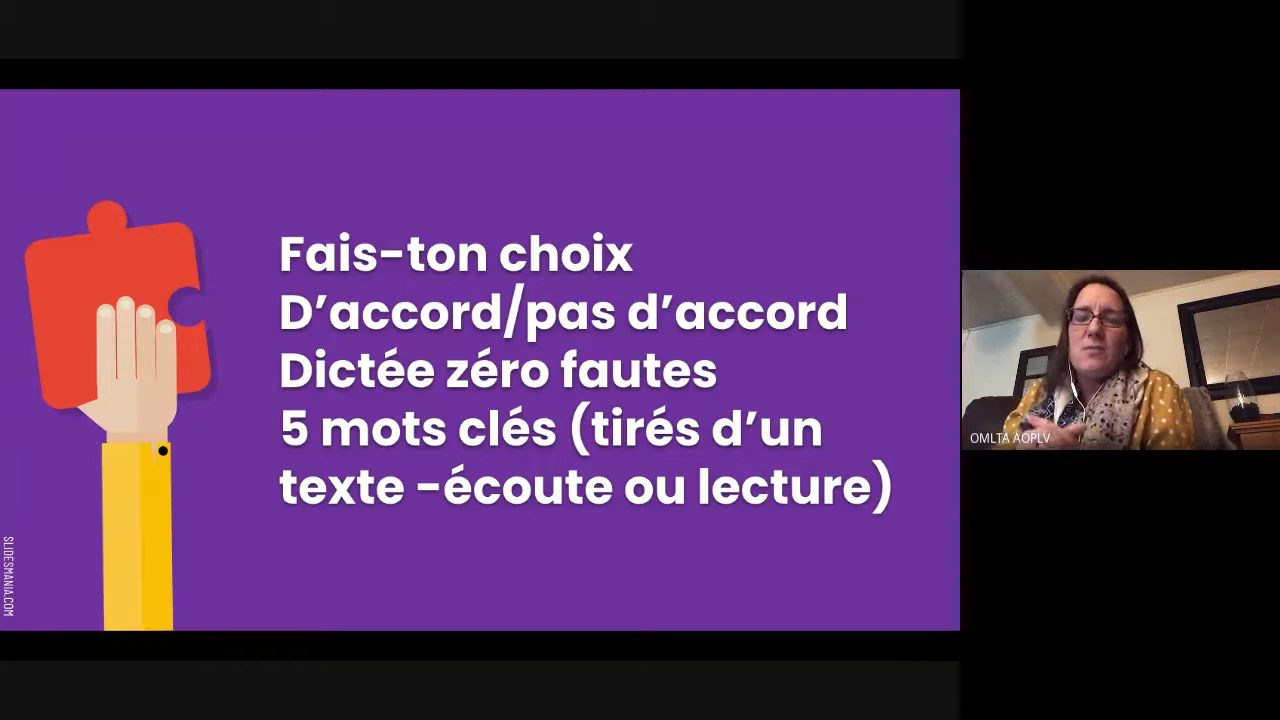 Fais-ton choix
D’accord/pas d’accord
Dictée zéro fautes
5 mots clés (tirés d’un
texte -écoute ou lecture)
SLIDESMANIA.COM
OMLTA AOPLV